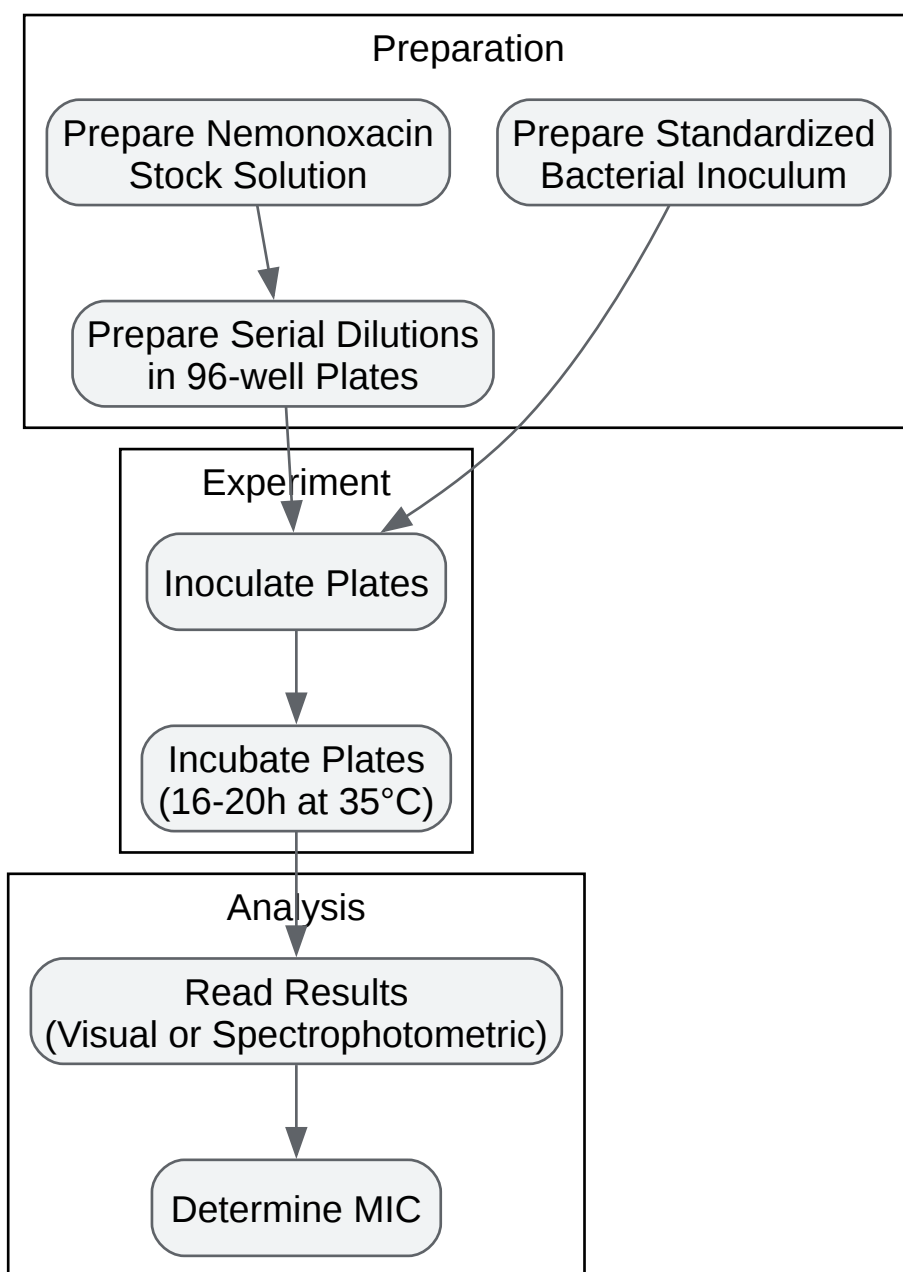 Preparation
Prepare Nemonoxacin
Stock Solution
Prepare Standardized
Bacterial Inoculum
Prepare Serial Dilutions
in 96-well Plates
Experiment
Inoculate Plates
Incubate Plates
(16-20h at 35°C)
Analysis
Read Results
(Visual or Spectrophotometric)
Determine MIC